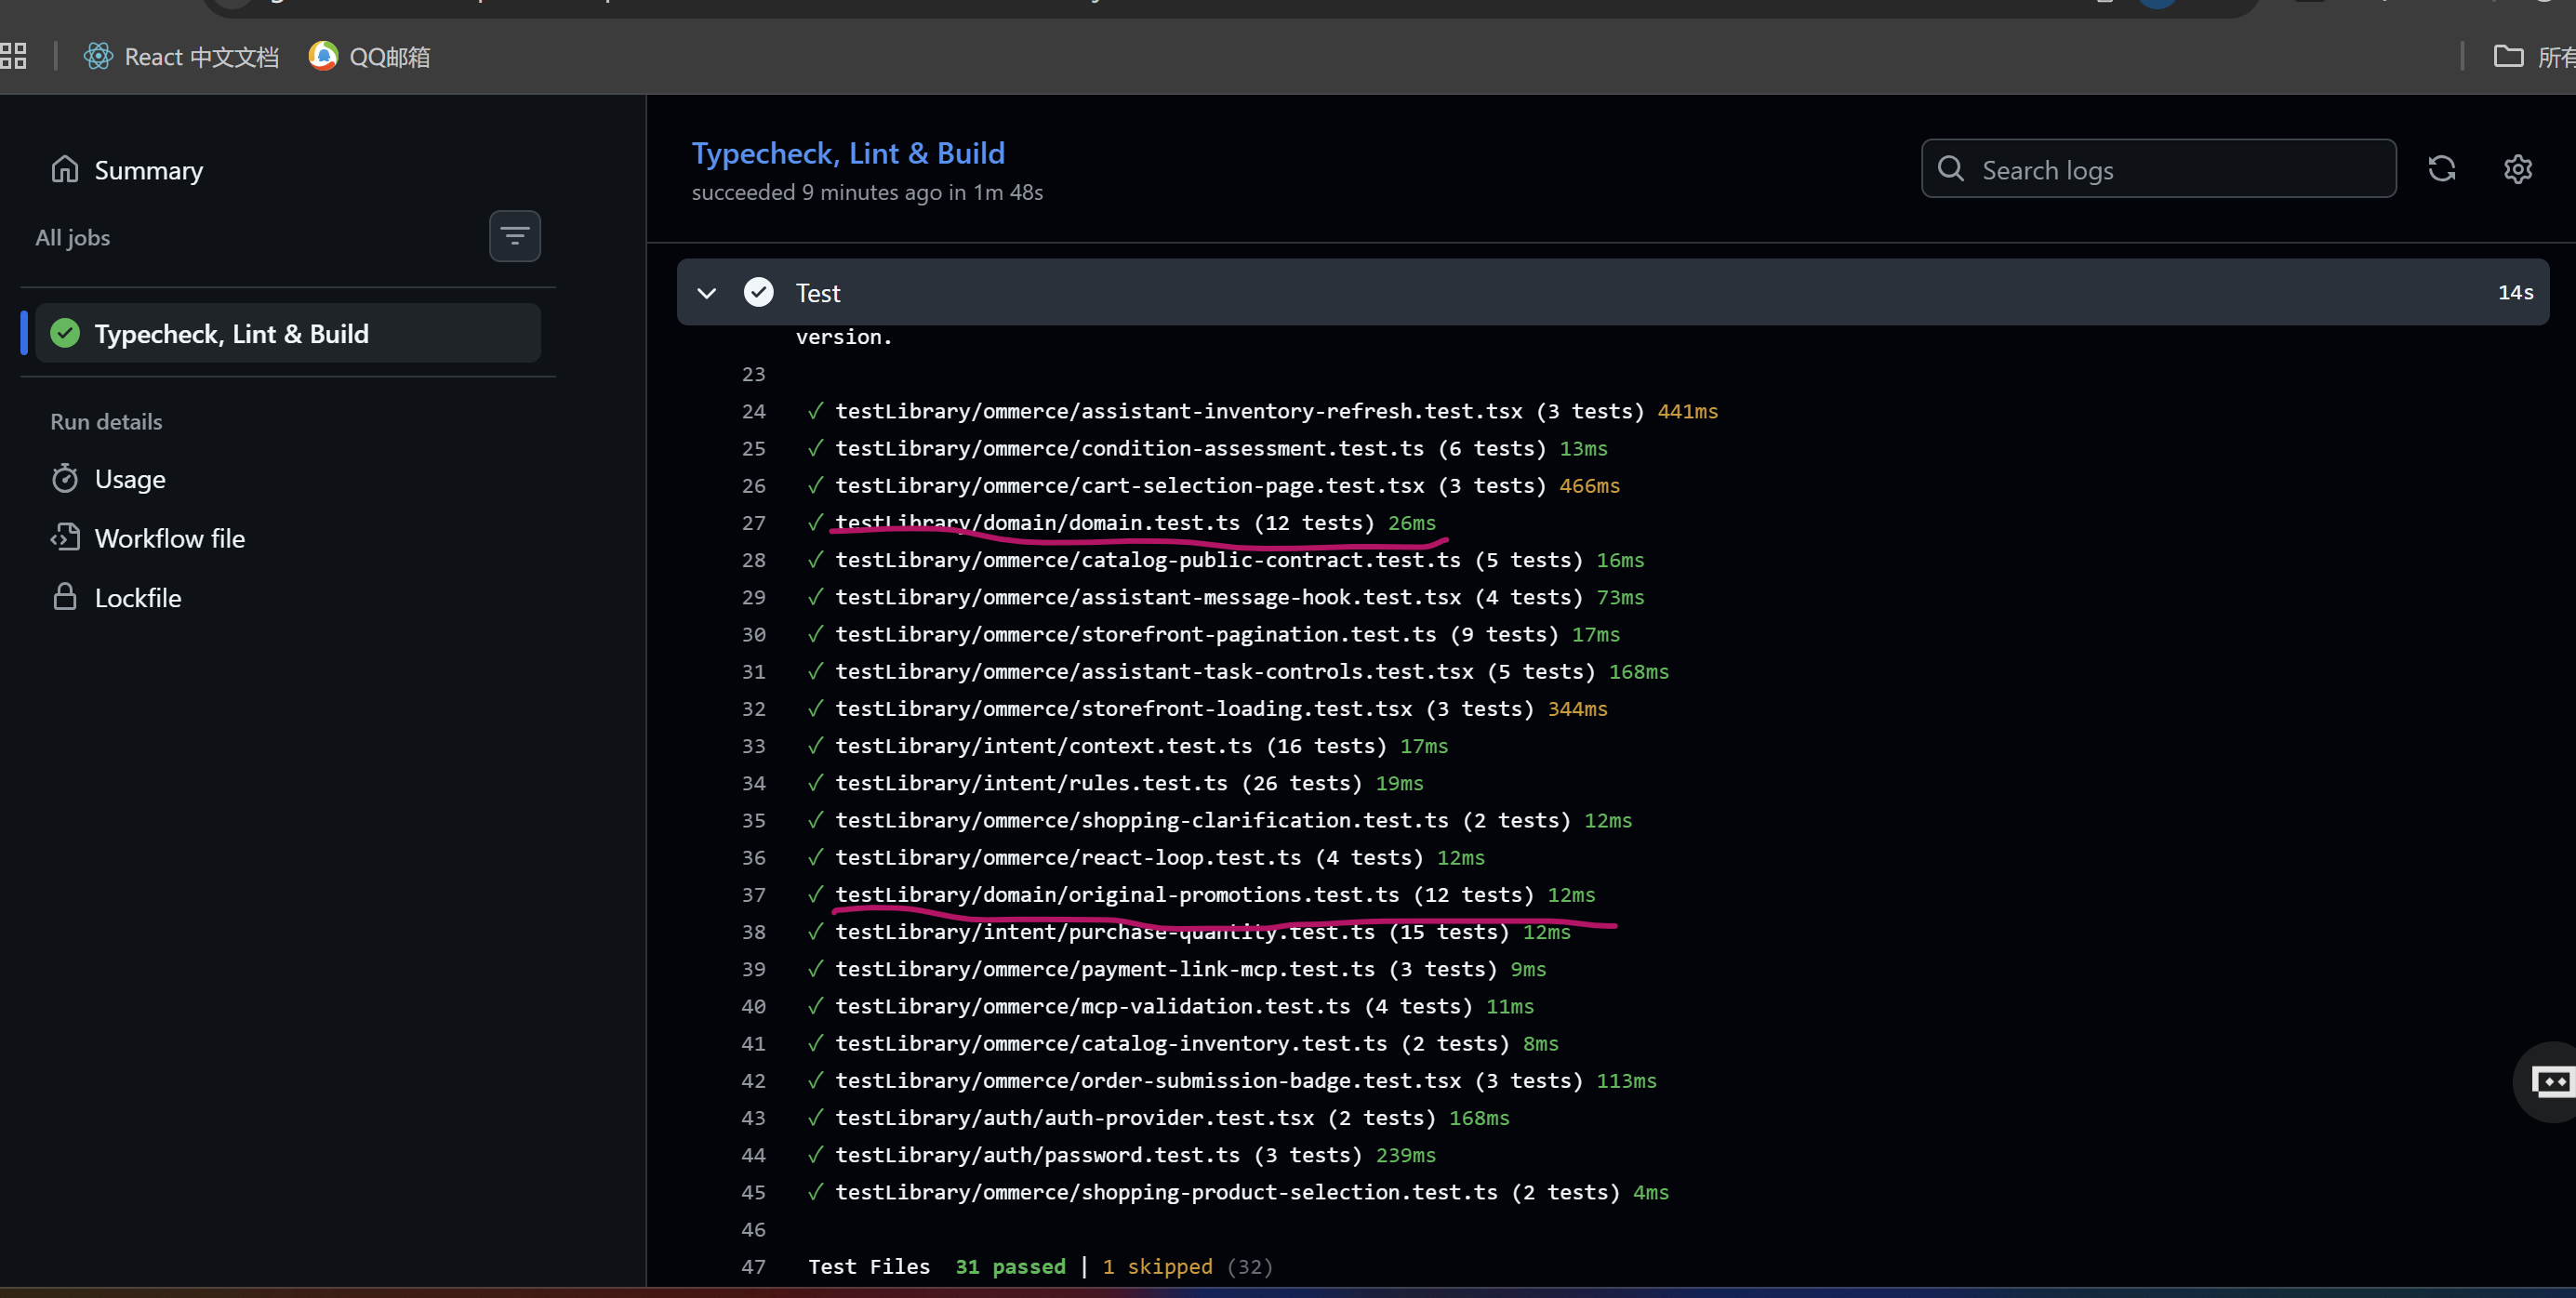 React 中文文档
QQ邮箱
所有
Summary
All jobs
Typecheck, Lint & Build
Run details
Usage
Workflow file
Lockfile
Typecheck, Lint & Build
succeeded 9 minutes ago in 1m 48s
Search logs
Test
14s
version.
23
24 ✓ testLibrary/ommerce/assistant-inventory-refresh.test.tsx (3 tests) 441ms
25 ✓ testLibrary/ommerce/condition-assessment.test.ts (6 tests) 13ms
26 ✓ testLibrary/ommerce/cart-selection-page.test.tsx (3 tests) 466ms
27 ✓ testLibrary/domain/domain.test.ts (12 tests) 26ms
28 ✓ testLibrary/ommerce/catalog-public-contract.test.ts (5 tests) 16ms
29 ✓ testLibrary/ommerce/assistant-message-hook.test.tsx (4 tests) 73ms
30 ✓ testLibrary/ommerce/storefront-pagination.test.ts (9 tests) 17ms
31 ✓ testLibrary/ommerce/assistant-task-controls.test.tsx (5 tests) 168ms
32 ✓ testLibrary/ommerce/storefront-loading.test.tsx (3 tests) 344ms
33 ✓ testLibrary/intent/context.test.ts (16 tests) 17ms
34 ✓ testLibrary/intent/rules.test.ts (26 tests) 19ms
35 ✓ testLibrary/ommerce/shopping-clarification.test.ts (2 tests) 12ms
36 ✓ testLibrary/ommerce/react-loop.test.ts (4 tests) 12ms
37 ✓ testLibrary/domain/original-promotions.test.ts (12 tests) 12ms
38 ✓ testLibrary/intent/purchase-quantity.test.ts (15 tests) 12ms
39 ✓ testLibrary/ommerce/payment-link-mcp.test.ts (3 tests) 9ms
40 ✓ testLibrary/ommerce/mcp-validation.test.ts (4 tests) 11ms
41 ✓ testLibrary/ommerce/catalog-inventory.test.ts (2 tests) 8ms
42 ✓ testLibrary/ommerce/order-submission-badge.test.tsx (3 tests) 113ms
43 ✓ testLibrary/auth/auth-provider.test.tsx (2 tests) 168ms
44 ✓ testLibrary/auth/password.test.ts (3 tests) 239ms
45 ✓ testLibrary/ommerce/shopping-product-selection.test.ts (2 tests) 4ms
46
47 Test Files 31 passed | 1 skipped (32)